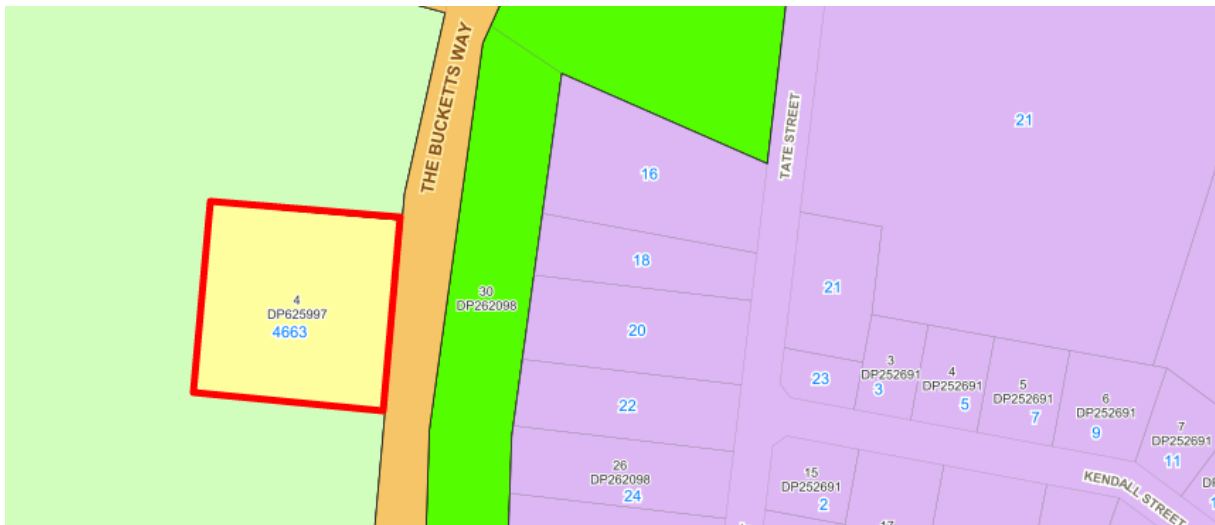 THE BUCKETTS WAY
TATE STREET
21
16
18
21
30
DP262098
4
DP625997
4663
20
23
3
DP252691
3
4
DP252691
5
5
DP252691
7
6
DP252691
9
7
DP252691
11
22
26
DP262098
24
15
DP252691
2
KENDALL STREET